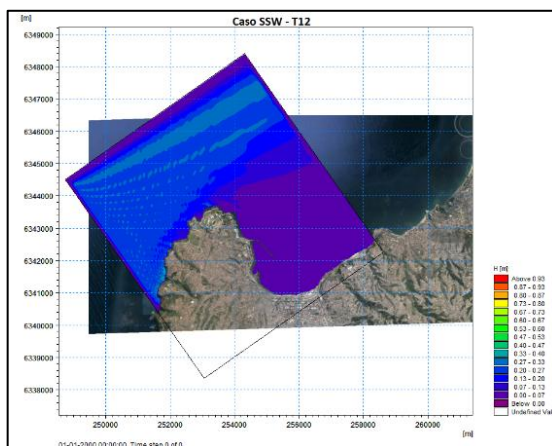 Caso SSW - T12
[m]
6349000
6348000
6347000
6346000
6345000
6344000
6343000
6342000
6341000
6340000
6339000
6338000
250000 252000 254000 256000 258000 260000
[m]
H [m]
Above 0.93
0.87 - 0.93
0.80 - 0.87
0.73 - 0.80
0.67 - 0.73
0.60 - 0.67
0.53 - 0.60
0.47 - 0.53
0.40 - 0.47
0.33 - 0.40
0.27 - 0.33
0.20 - 0.27
0.13 - 0.20
0.07 - 0.13
0.00 - 0.07
Below 0.00
Undefined Val
01-01-2000 00:00:00 Time step 0 of 0